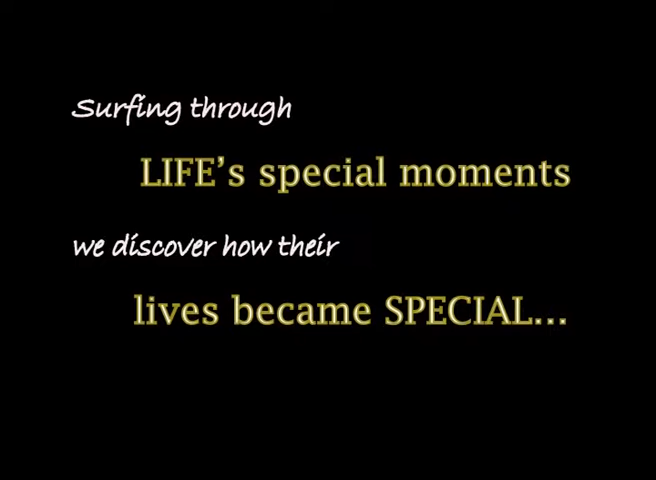 Surfing through
LIFE's special moments
we discover how their
lives became SPECIAL...